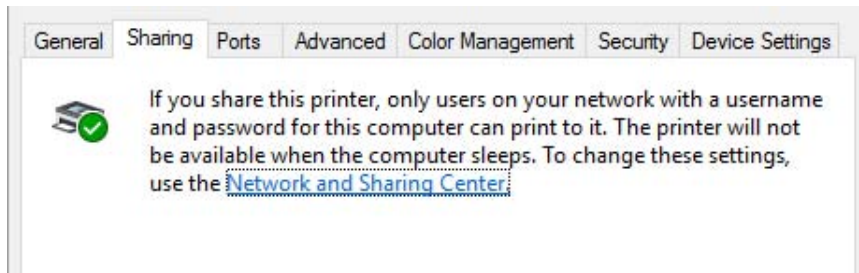 General Sharing Ports Advanced Color Management Security Device Settings
If you share this printer, only users on your network with a username
and password for this computer can print to it. The printer will not
be available when the computer sleeps. To change these settings,
use the Network and Sharing Center.